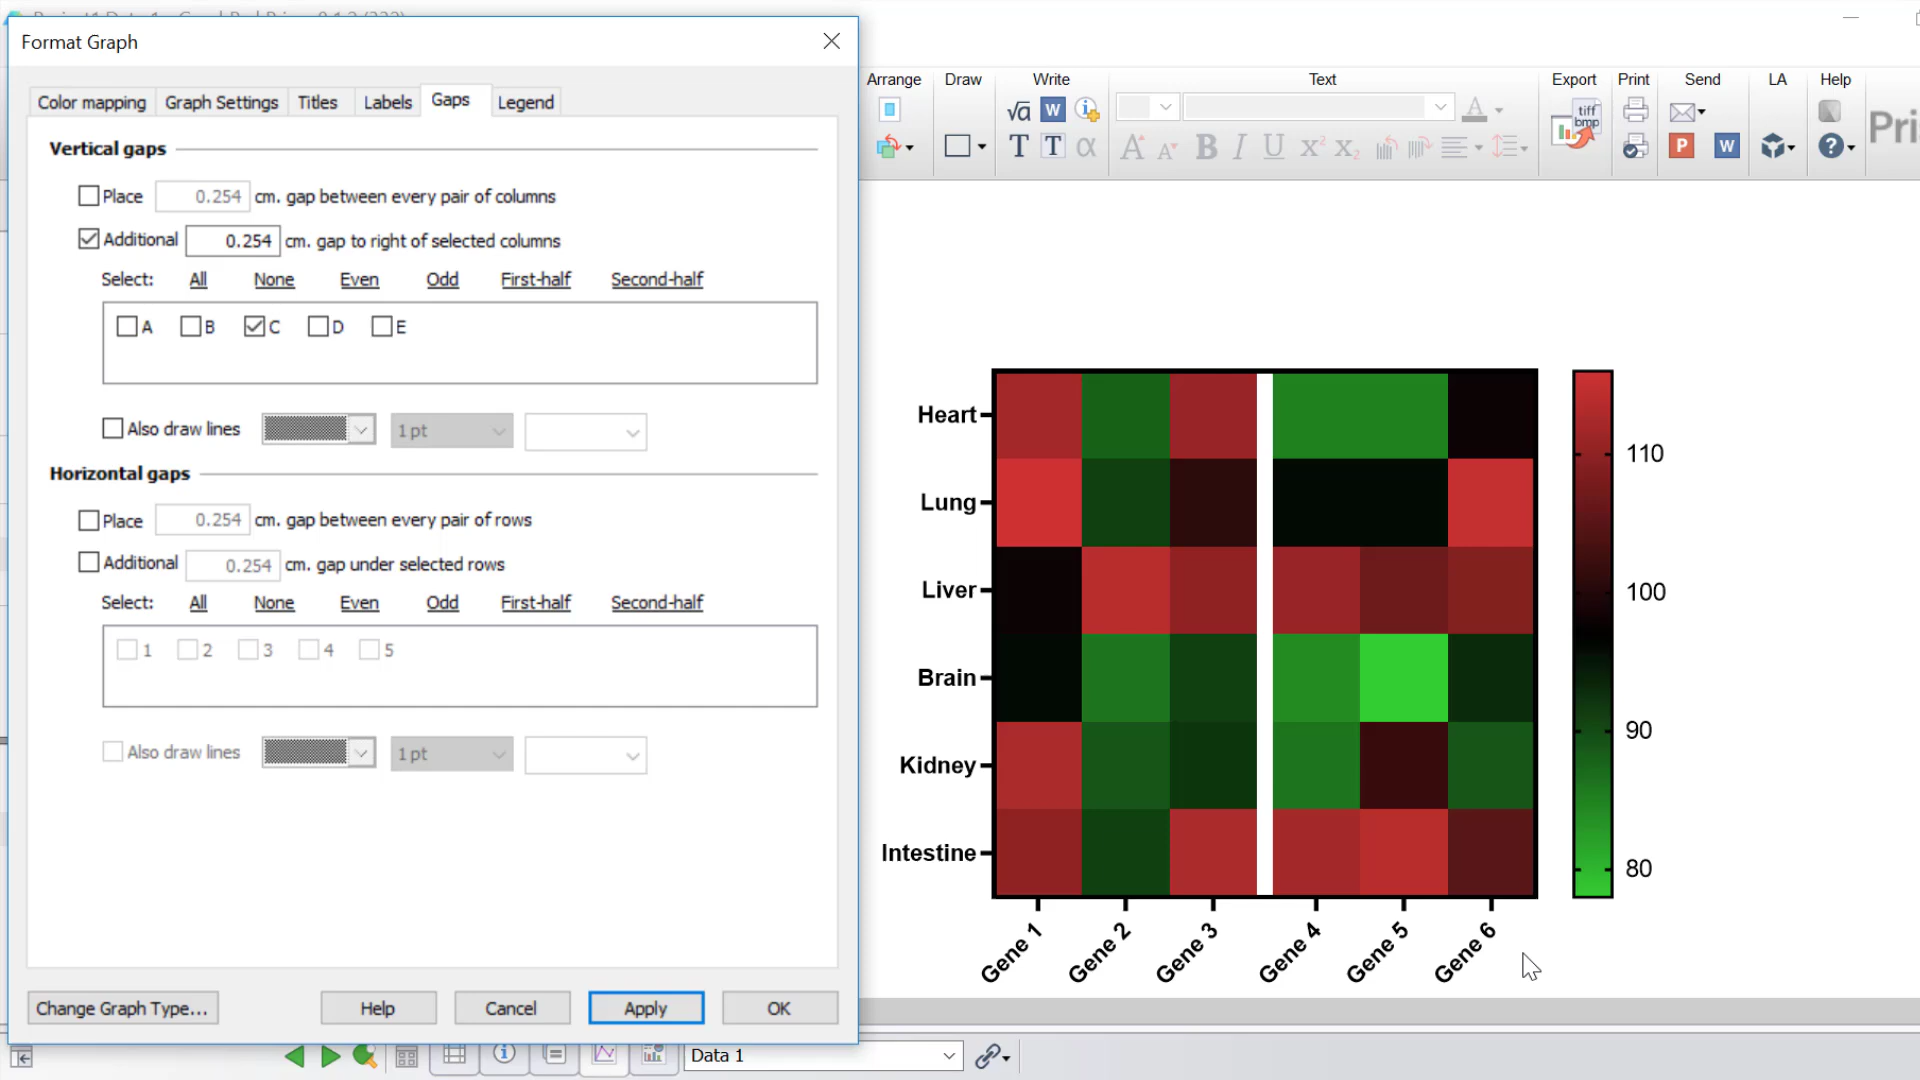 Format Graph
Color mapping Graph Settings Titles Labels Gaps Legend
Vertical gaps
Place 0.254 cm. gap between every pair of columns
Additional 0.254 cm. gap to right of selected columns
Select: All None Even Odd First-half Second-half
A B C D E
Also draw lines 1 pt
Horizontal gaps
Place 0.254 cm. gap between every pair of rows
Additional 0.254 cm. gap under selected rows
Select: All None Even Odd First-half Second-half
1 2 3 4 5
Also draw lines 1 pt
Change Graph Type... Help Cancel Apply OK
Data 1
Arrange Draw Write Text Export Print Send LA Help
√a W
T T α A A B I U X² X₂ A
tiff
bmp
P W
Pri
Heart
Lung
Liver
Brain
Kidney
Intestine
Gene 1 Gene 2 Gene 3 Gene 4 Gene 5 Gene 6
110
100
90
80